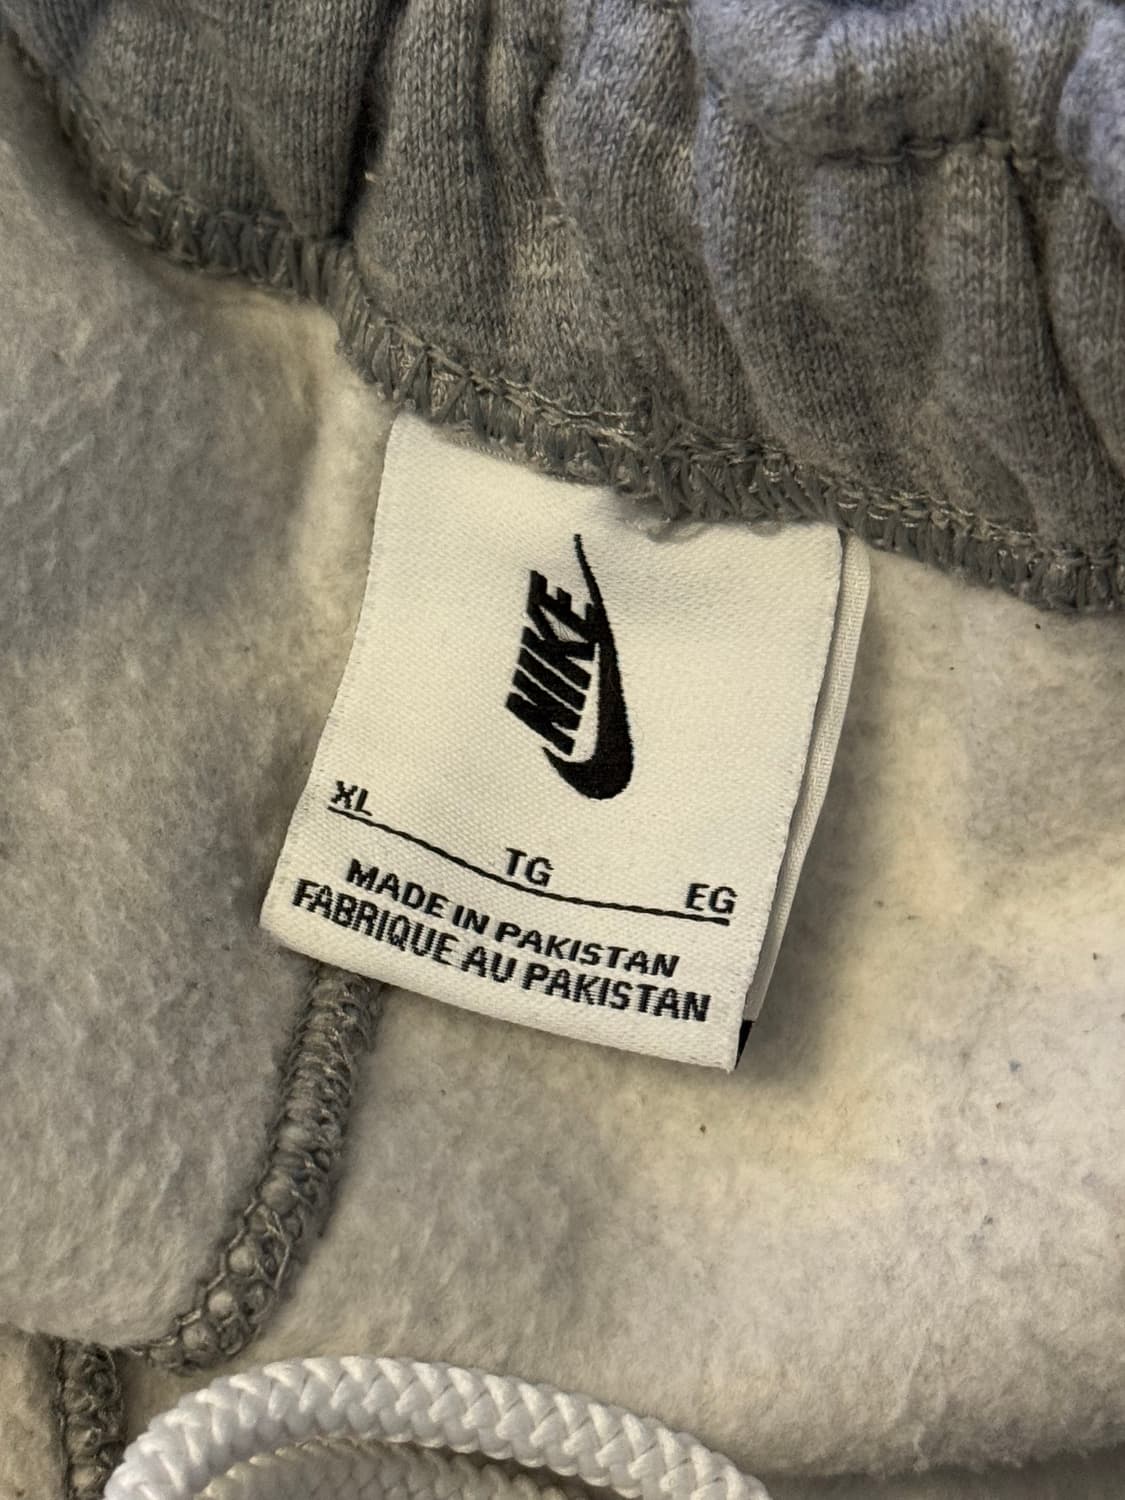 NIKE
XL TG EG
MADE IN PAKISTAN
FABRIQUE AU PAKISTAN